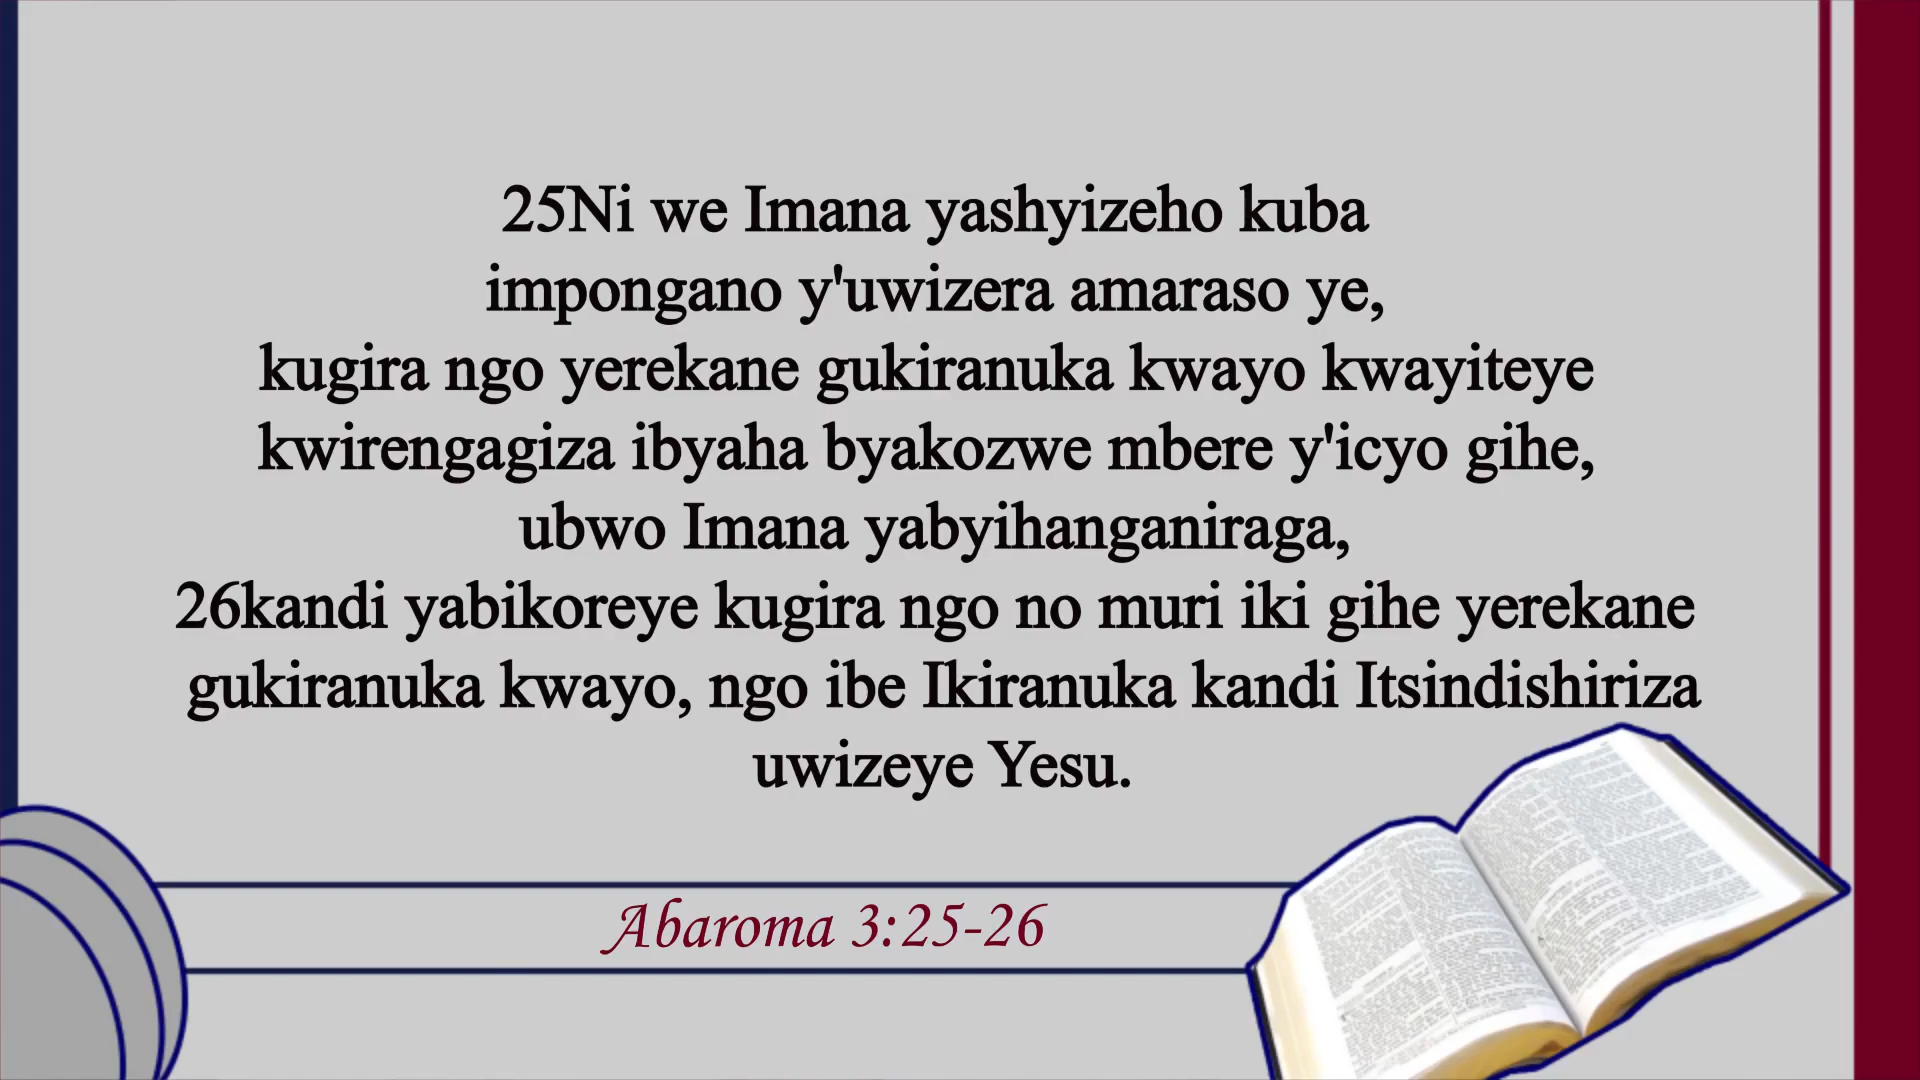 25Ni we Imana yashyizeho kuba
impongano y'uwizera amaraso ye,
kugira ngo yerekane gukiranuka kwayo kwayiteye
kwirengagiza ibyaha byakozwe mbere y'icyo gihe,
ubwo Imana yabyihanganiraga,
26kandi yabikoreye kugira ngo no muri iki gihe yerekane
gukiranuka kwayo, ngo ibe Ikiranuka kandi Itsindishiriza
uwizeye Yesu.
Abaroma 3:25-26